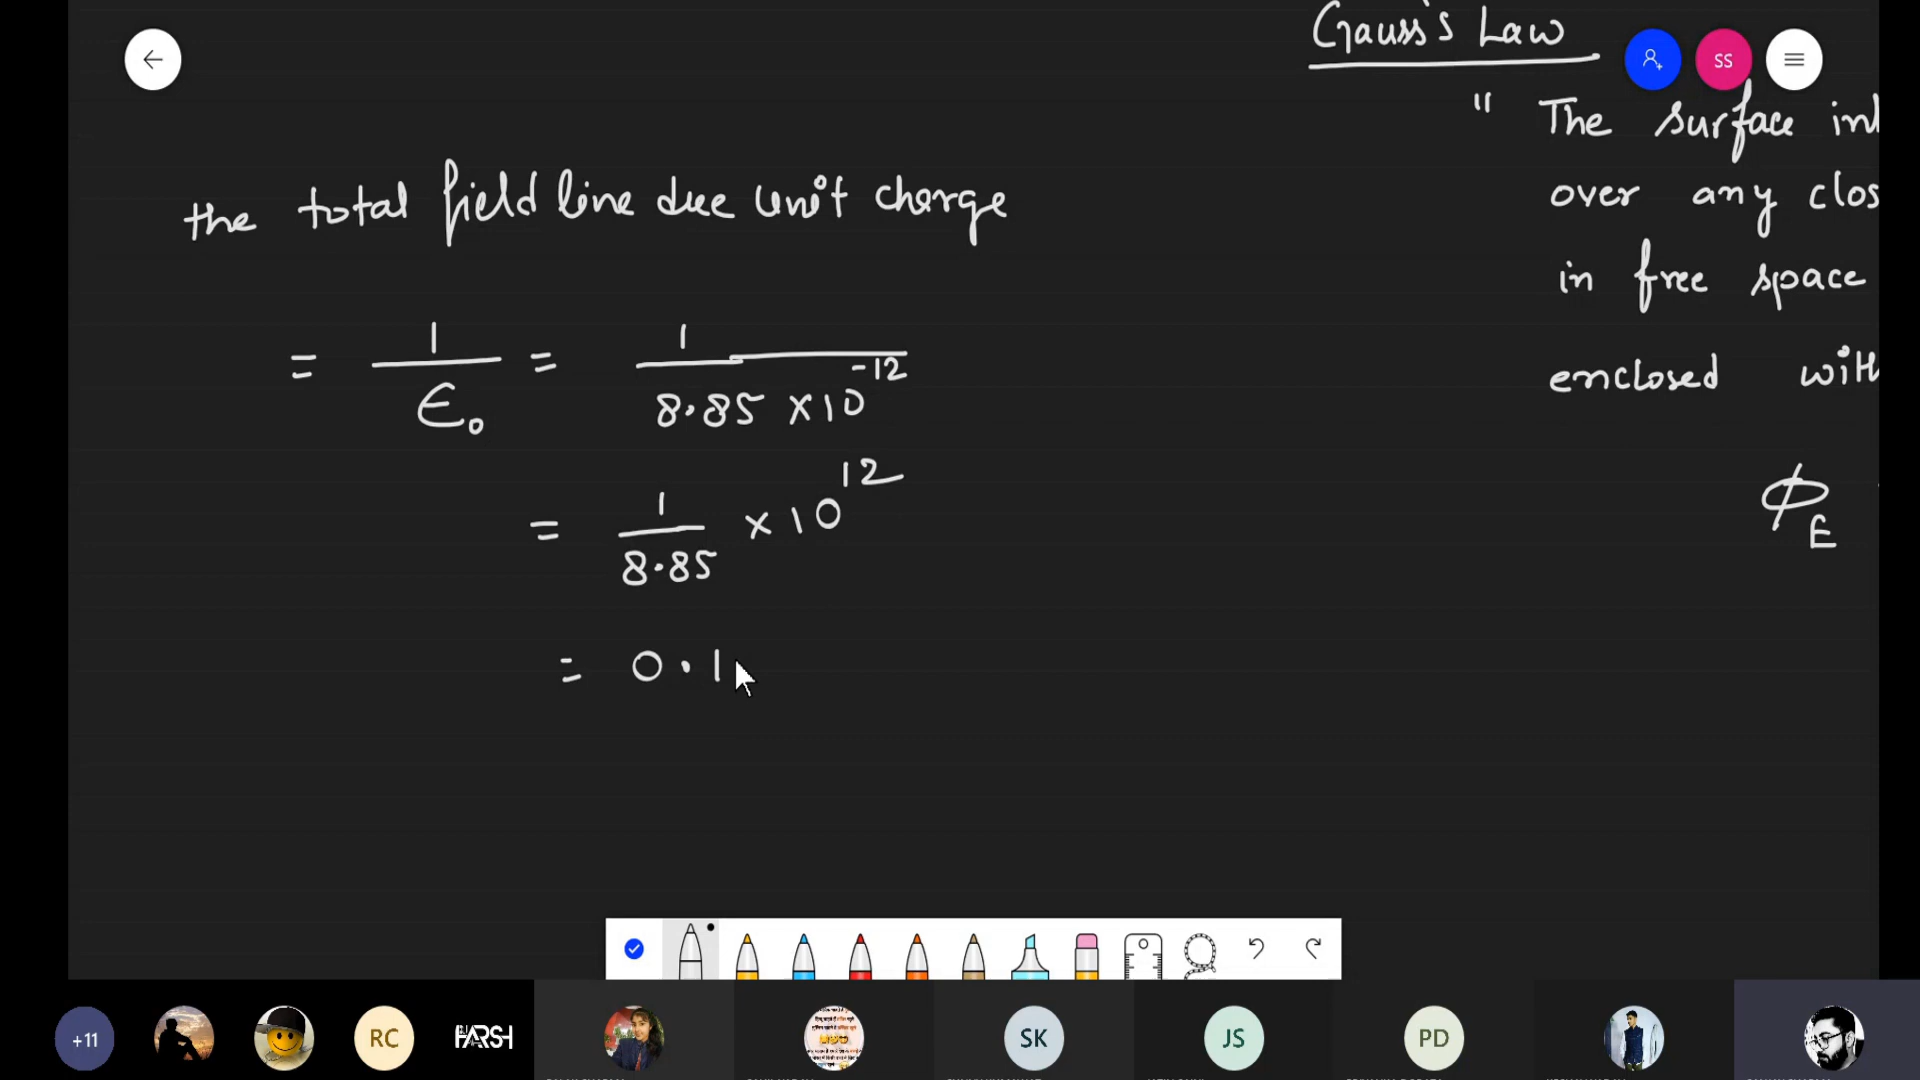 Gauss's Law
SS
" The surface int
over any clos
in free space
enclosed with
ΦE
the total field line due unit charge
= 1/ϵ₀ = 1/8.85 × 10⁻¹²
= 1/8.85 × 10¹²
= 0.1
+11
RC
HARSH
SK
JS
PD